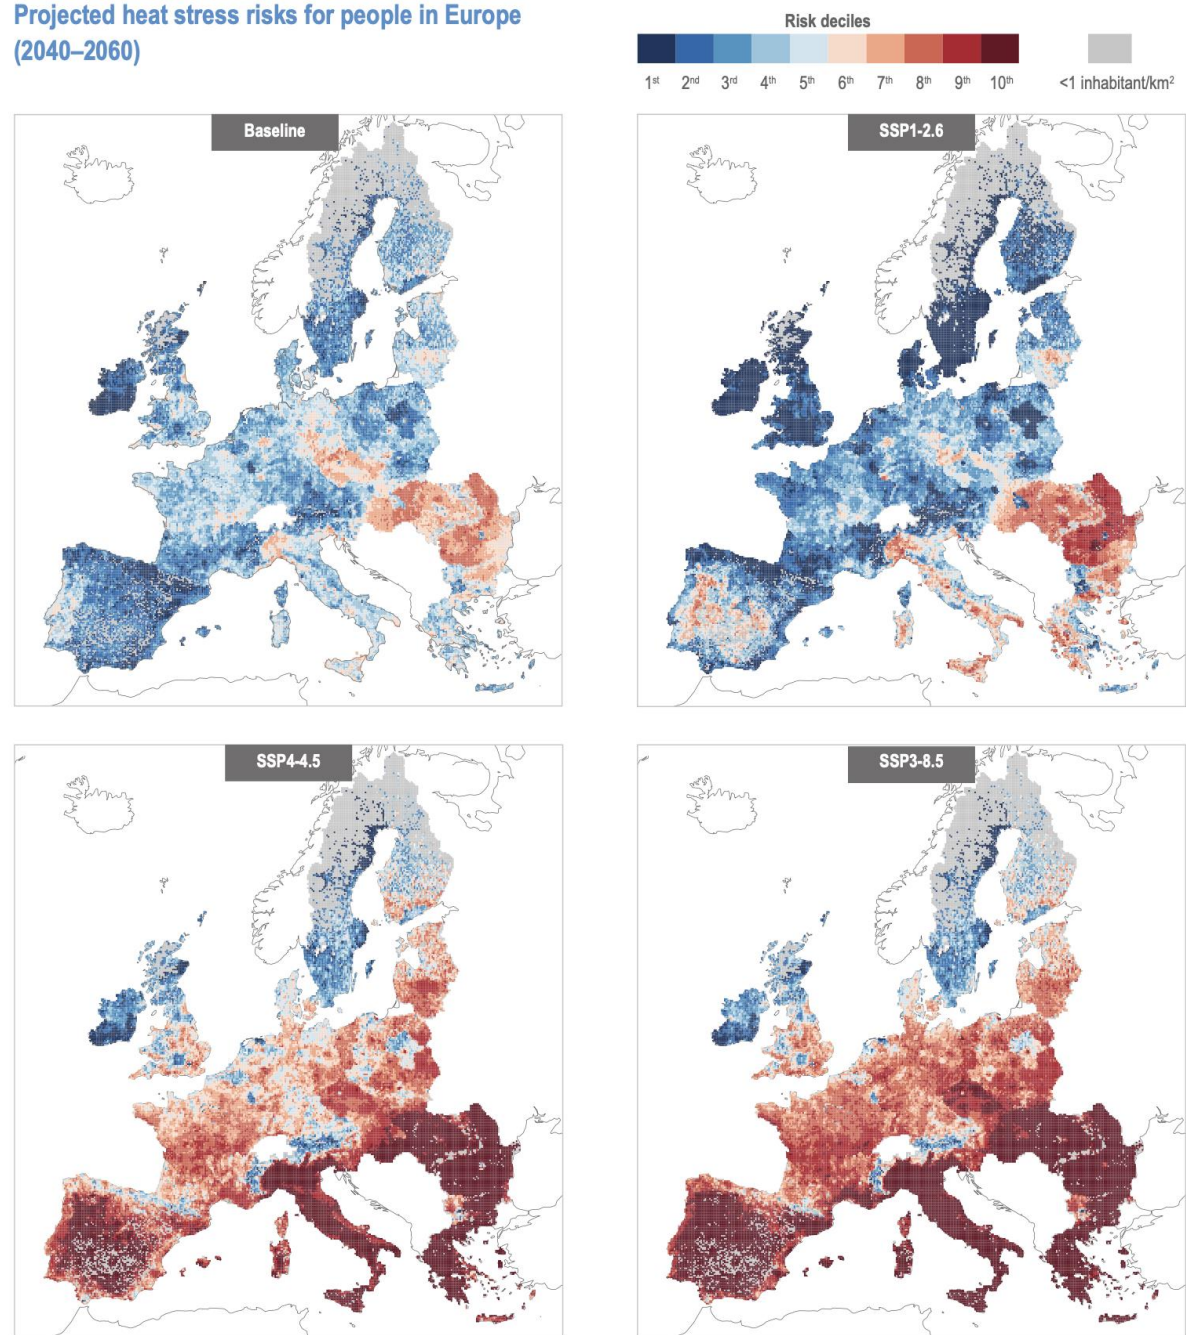 Projected heat stress risks for people in Europe
(2040–2060)
Risk deciles
1st 2nd 3rd 4th 5th 6th 7th 8th 9th 10th <1 inhabitant/km²
Baseline
SSP1-2.6
SSP4-4.5
SSP3-8.5